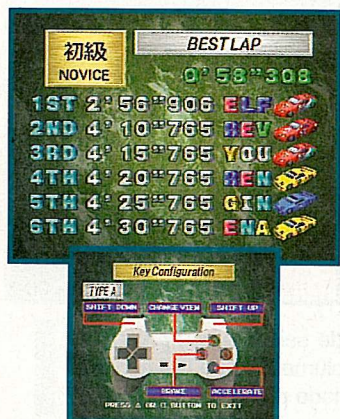 初級
NOVICE
BEST LAP
0'58"308
1ST 2'56"906 ELF
2ND 4'10"765 REV
3RD 4'15"765 YOU
4TH 4'20"765 REN
5TH 4'25"765 GIN
6TH 4'30"765 ENA
Key Configuration
TYPE A
SHIFT DOWN CHANGE VIEW SHIFT UP
BRAKE ACCELERATE
PRESS △ OR □ BUTTON TO EXIT